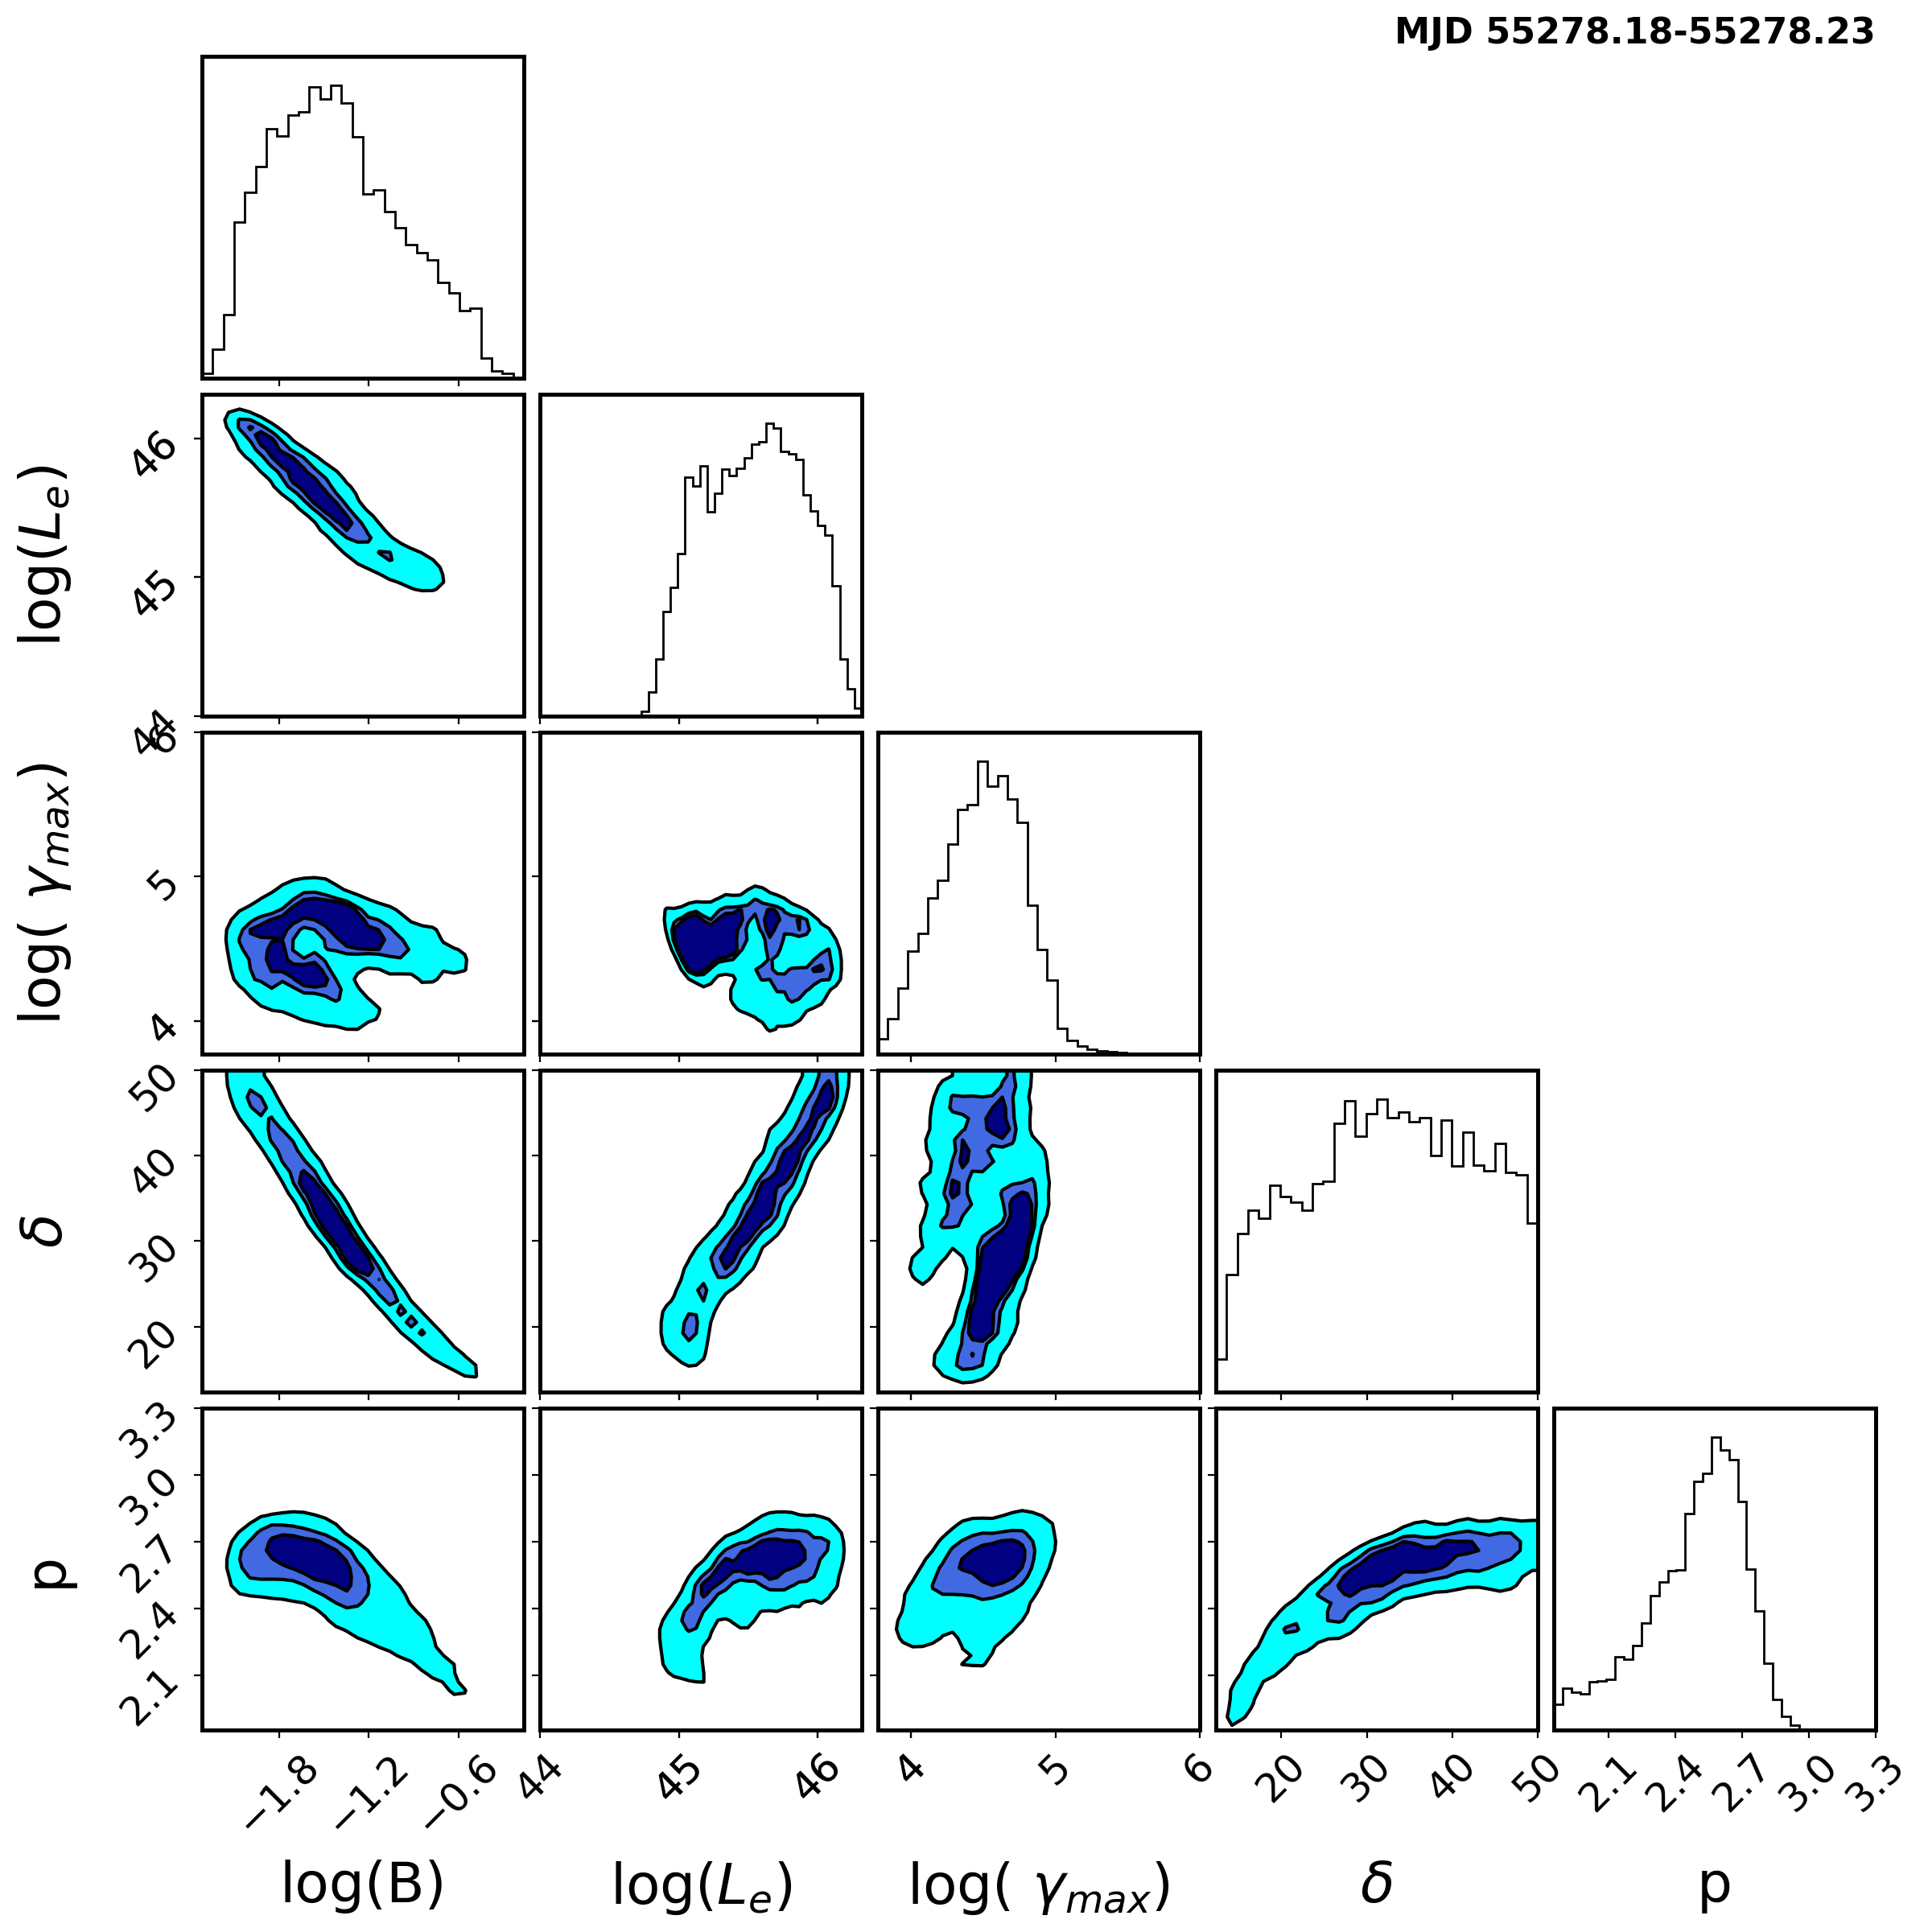 MJD 55278.18-55278.23
log(L_e)
46
45
44
log( γ_max)
6
5
4
δ
50
40
30
20
p
3.3
3.0
2.7
2.4
2.1
−1.8 −1.2 −0.6 44 45 46 4 5 6 20 30 40 50 2.1 2.4 2.7 3.0 3.3
log(B) log(L_e) log( γ_max) δ p